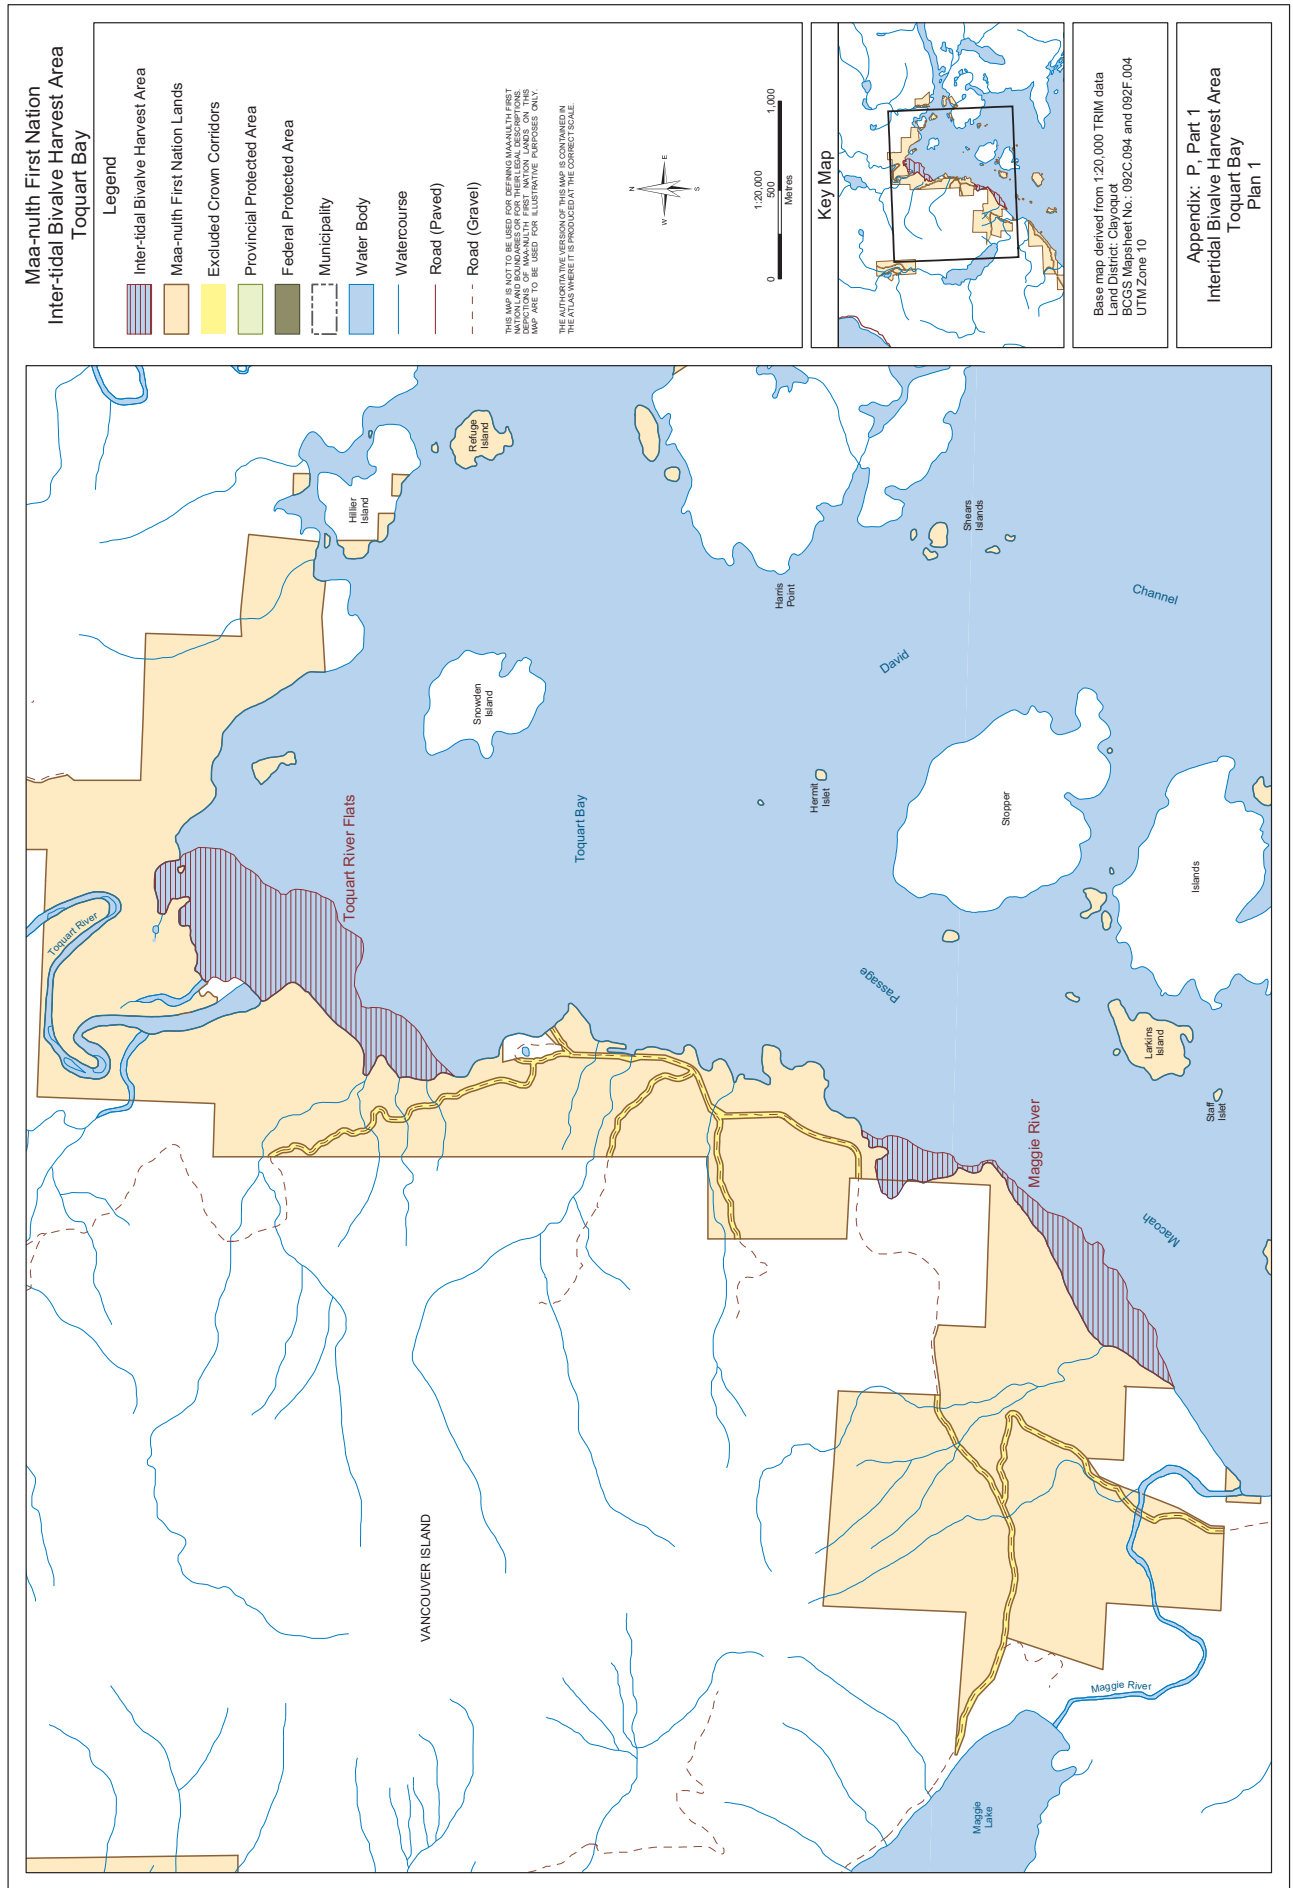 Maa-nulth First Nation
Inter-tidal Bivalve Harvest Area
Toquart Bay
Legend
Inter-tidal Bivalve Harvest Area
Maa-nulth First Nation Lands
Excluded Crown Corridors
Provincial Protected Area
Federal Protected Area
Municipality
Water Body
Watercourse
Road (Paved)
Road (Gravel)
THIS MAP IS NOT TO BE USED FOR DEFINING MAA-NULTH FIRST
NATION LAND BOUNDARIES OR FOR THEIR LEGAL DESCRIPTIONS.
DEPICTIONS OF MAA-NULTH FIRST NATION LANDS ON THIS
MAP ARE TO BE USED FOR ILLUSTRATIVE PURPOSES ONLY.
THE AUTHORITATIVE VERSION OF THIS MAP IS CONTAINED IN
THE ATLAS WHERE IT IS PRODUCED AT THE CORRECT SCALE.
N
W
E
S
1:20,000
0
500
1,000
Metres
Key Map
Base map derived from 1:20,000 TRIM data
Land District: Clayoquot
BCGS Mapsheet No.: 092C.094 and 092F.004
UTM Zone 10
Appendix: P, Part 1
Intertidal Bivalve Harvest Area
Toquart Bay
Plan 1
Toquart River
Toquart River Flats
Hillier
Island
Refuge
Island
Snowden
Island
Toquart Bay
Harris
Point
Shears
Islands
David
Channel
Hermit
Islet
Stopper
Islands
Passage
Larkins
Island
Staff
Islet
Maggie River
Macoah
VANCOUVER ISLAND
Maggie River
Maggie
Lake